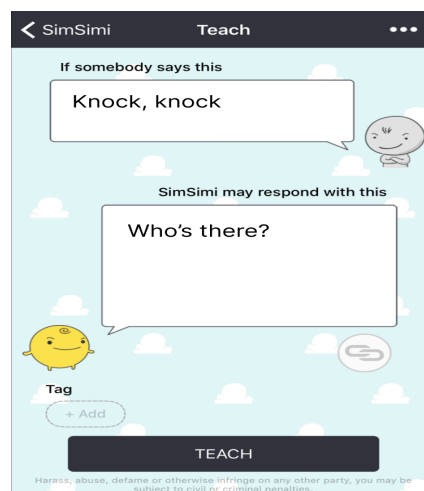 SimSimi Teach
If somebody says this
Knock, knock
SimSimi may respond with this
Who's there?
Tag
+ Add
TEACH
Harass, abuse, defame or otherwise infringe on any other party, you may be
subject to civil or criminal penalties.